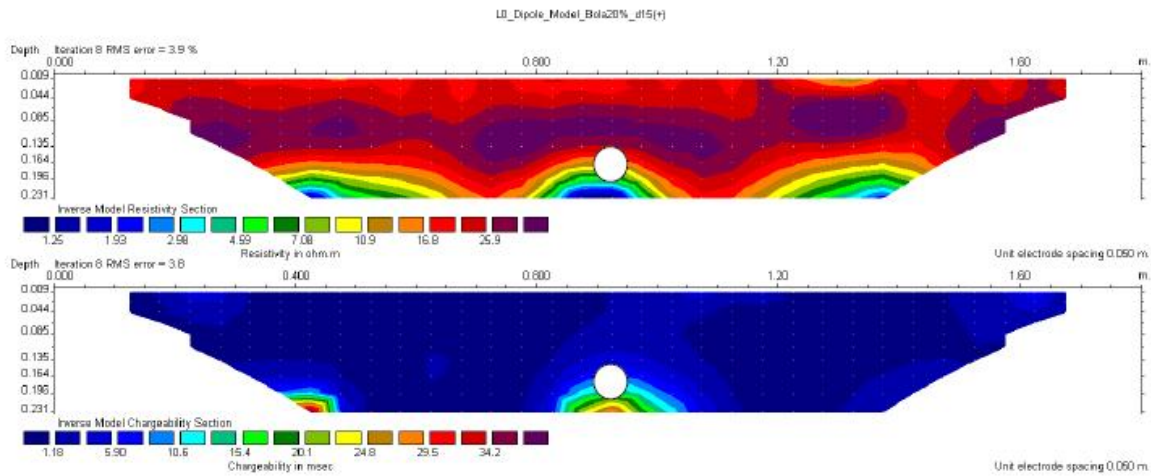 L0_Dipole_Model_Bola20%_d15(+)
Depth Iteration 8 RMS error = 3.9 %
0.000 0.800 1.20 1.60 m.
0.009
0.044
0.085
0.135
0.164
0.196
0.231
Inverse Model Resistivity Section
1.25 1.93 2.98 4.59 7.08 10.9 16.8 25.9
Resistivity in ohm.m
Unit electrode spacing 0.050 m.
Depth Iteration 8 RMS error = 3.8
0.000 0.400 0.800 1.20 1.60 m.
0.009
0.044
0.085
0.135
0.164
0.196
0.231
Inverse Model Chargeability Section
1.18 5.90 10.6 15.4 20.1 24.8 29.5 34.2
Chargeability in msec
Unit electrode spacing 0.050 m.